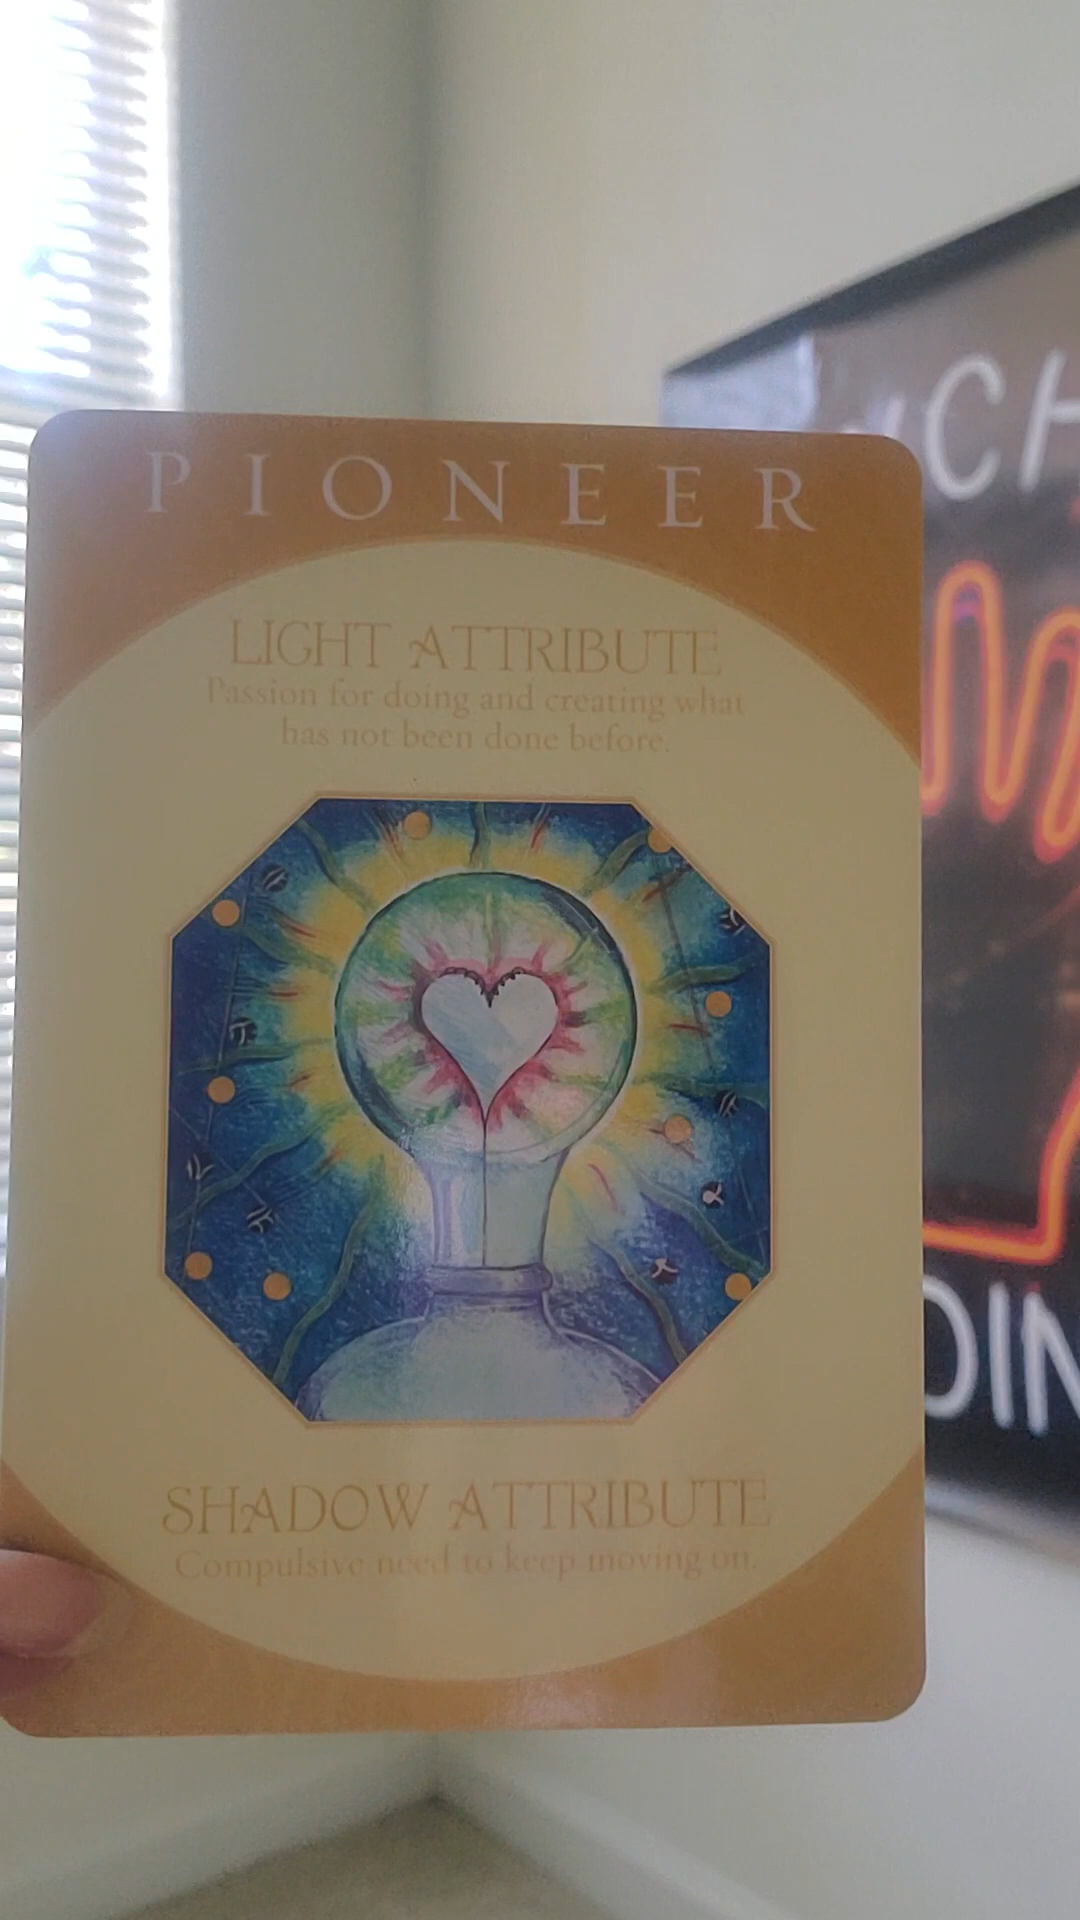 PIONEER
LIGHT ATTRIBUTE
Passion for doing and creating what
has not been done before.
SHADOW ATTRIBUTE
Compulsive need to keep moving on.